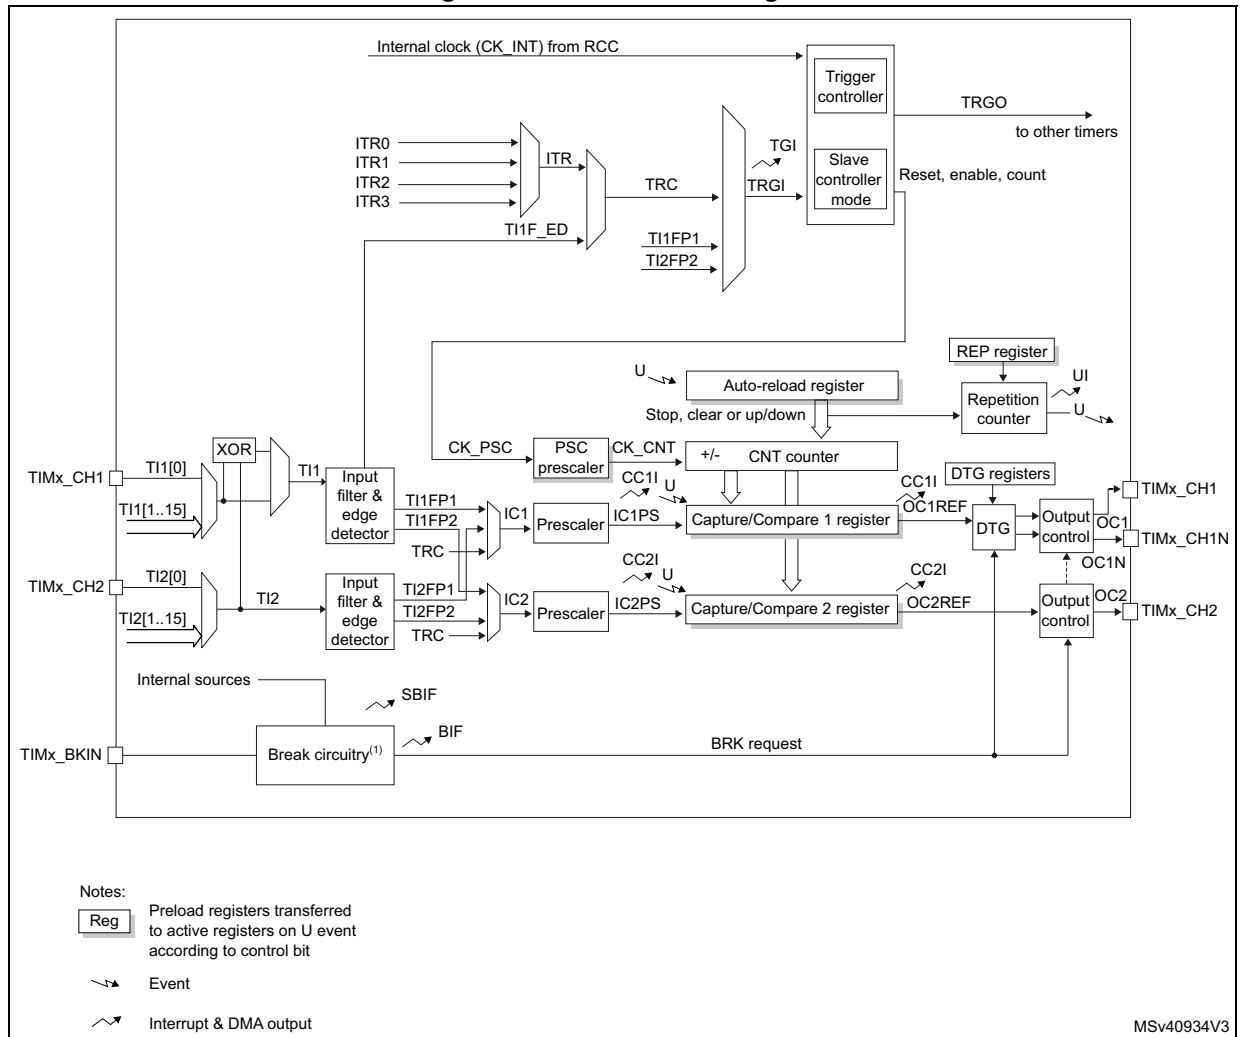 Internal clock (CK_INT) from RCC
Trigger
controller
TRGO
to other timers
ITR0
ITR1
ITR2
ITR3
ITR
TRC
TGI
TRGI
Slave
controller
mode
Reset, enable, count
TI1F_ED
TI1FP1
TI2FP2
REP register
U
Auto-reload register
Stop, clear or up/down
Repetition
counter
UI
U
XOR
CK_PSC
PSC
prescaler
CK_CNT
+/-
CNT counter
DTG registers
TIMx_CH1
TI1[0]
TI1[1..15]
TI1
Input
filter &
edge
detector
TI1FP1
TI1FP2
TRC
IC1
Prescaler
CC1I
U
IC1PS
Capture/Compare 1 register
CC1I
OC1REF
DTG
Output
control
OC1
TIMx_CH1
TIMx_CH1N
OC1N
TIMx_CH2
TI2[0]
TI2[1..15]
TI2
Input
filter &
edge
detector
TI2FP1
TI2FP2
TRC
IC2
Prescaler
CC2I
U
IC2PS
Capture/Compare 2 register
CC2I
OC2REF
Output
control
OC2
TIMx_CH2
Internal sources
SBIF
TIMx_BKIN
Break circuitry(1)
BIF
BRK request
Notes:
Reg
Preload registers transferred
to active registers on U event
according to control bit
Event
Interrupt & DMA output
MSv40934V3